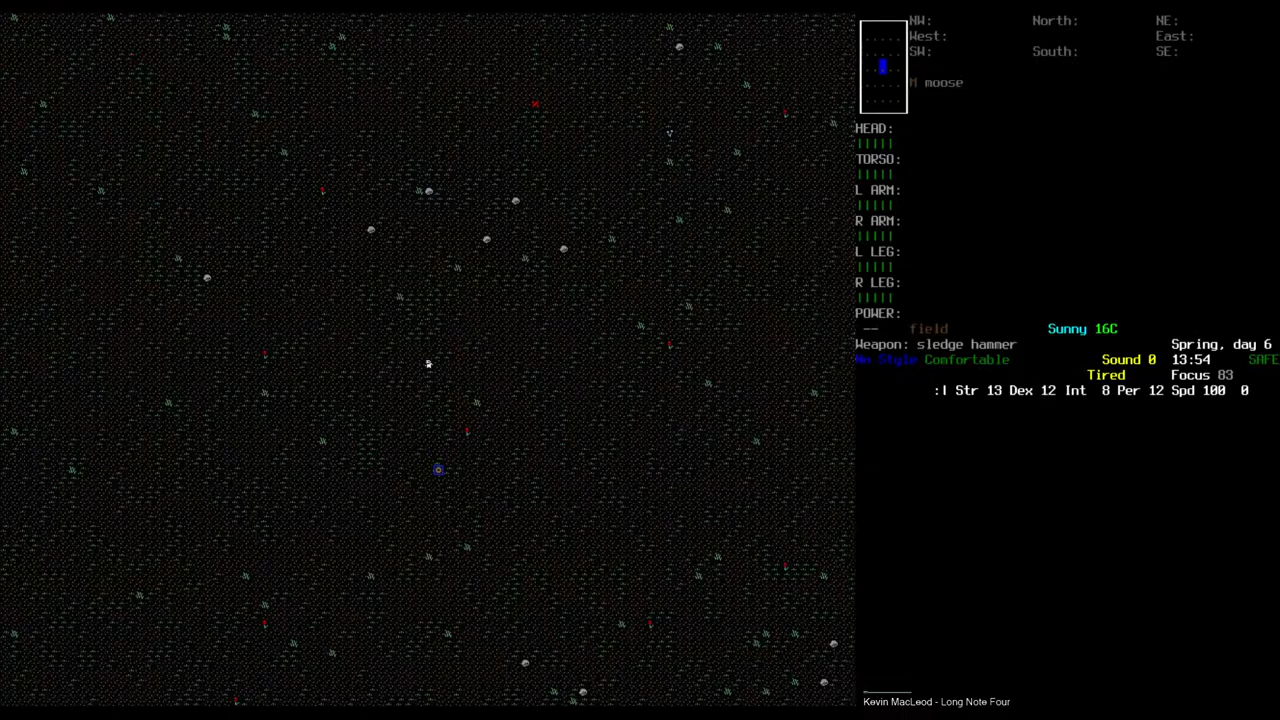 NW: North: NE:
West: East:
SW: South: SE:
M moose
HEAD:
|||||
TORSO:
|||||
L ARM:
|||||
R ARM:
|||||
L LEG:
|||||
R LEG:
|||||
POWER:
-- field Sunny 16C
Weapon: sledge hammer Spring, day 6
No Style Comfortable Sound 0 13:54 SAFE
Tired Focus 83
:| Str 13 Dex 12 Int 8 Per 12 Spd 100 0
Kevin MacLeod - Long Note Four